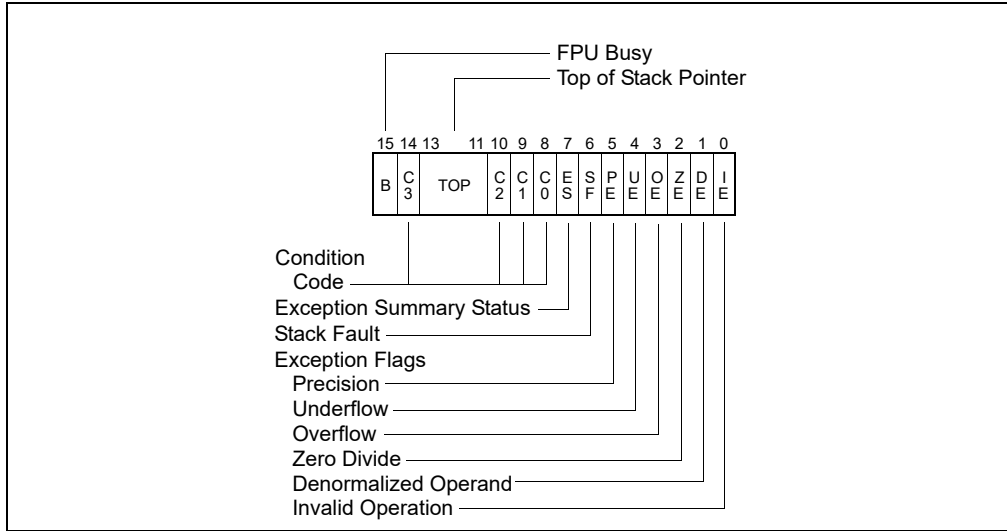 FPU Busy
Top of Stack Pointer
15 14 13 11 10 9 8 7 6 5 4 3 2 1 0
B C3 TOP C2 C1 C0 ES SF PE UE OE ZE DE IE
Condition
Code
Exception Summary Status
Stack Fault
Exception Flags
Precision
Underflow
Overflow
Zero Divide
Denormalized Operand
Invalid Operation